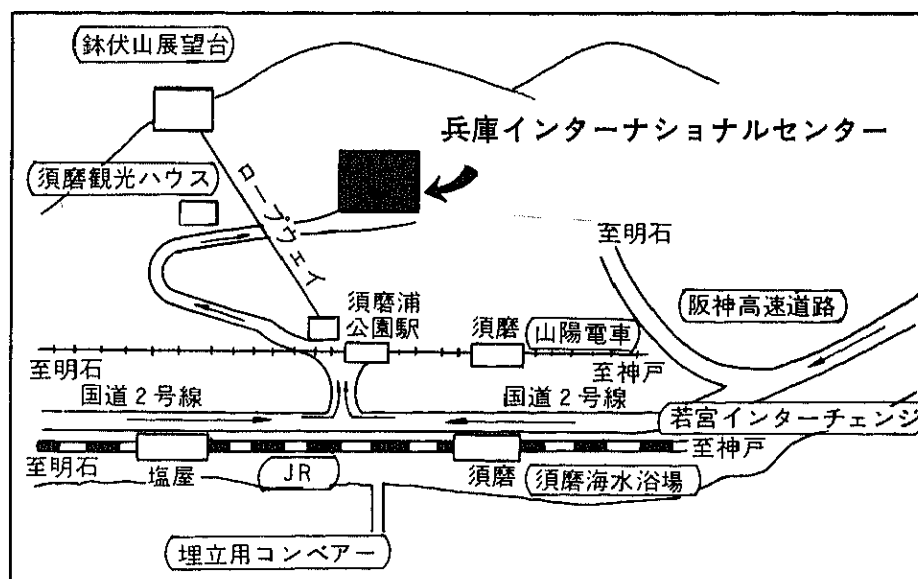 鉢伏山展望台
兵庫インターナショナルセンター
須磨観光ハウス
ロープウェイ
至明石
阪神高速道路
須磨浦
公園駅
須磨
山陽電車
至明石
至神戸
国道2号線
国道2号線
若宮インターチェンジ
至明石
塩屋
JR
須磨
須磨海水浴場
至神戸
埋立用コンベアー